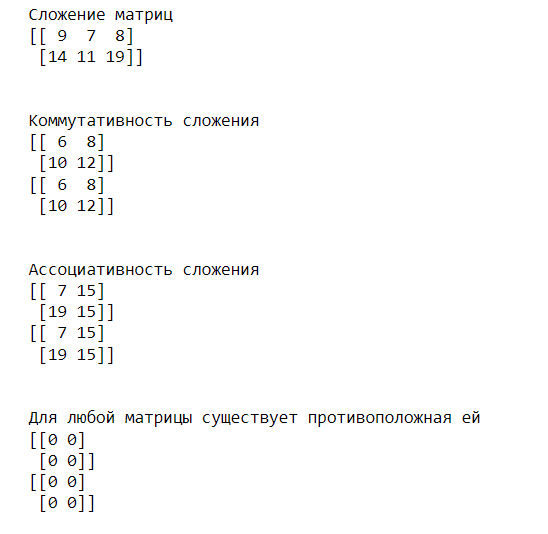 Сложение матриц
[[ 9  7  8]
 [14 11 19]]
Коммутативность сложения
[[ 6  8]
 [10 12]]
[[ 6  8]
 [10 12]]
Ассоциативность сложения
[[ 7 15]
 [19 15]]
[[ 7 15]
 [19 15]]
Для любой матрицы существует противоположная ей
[[0 0]
 [0 0]]
[[0 0]
 [0 0]]